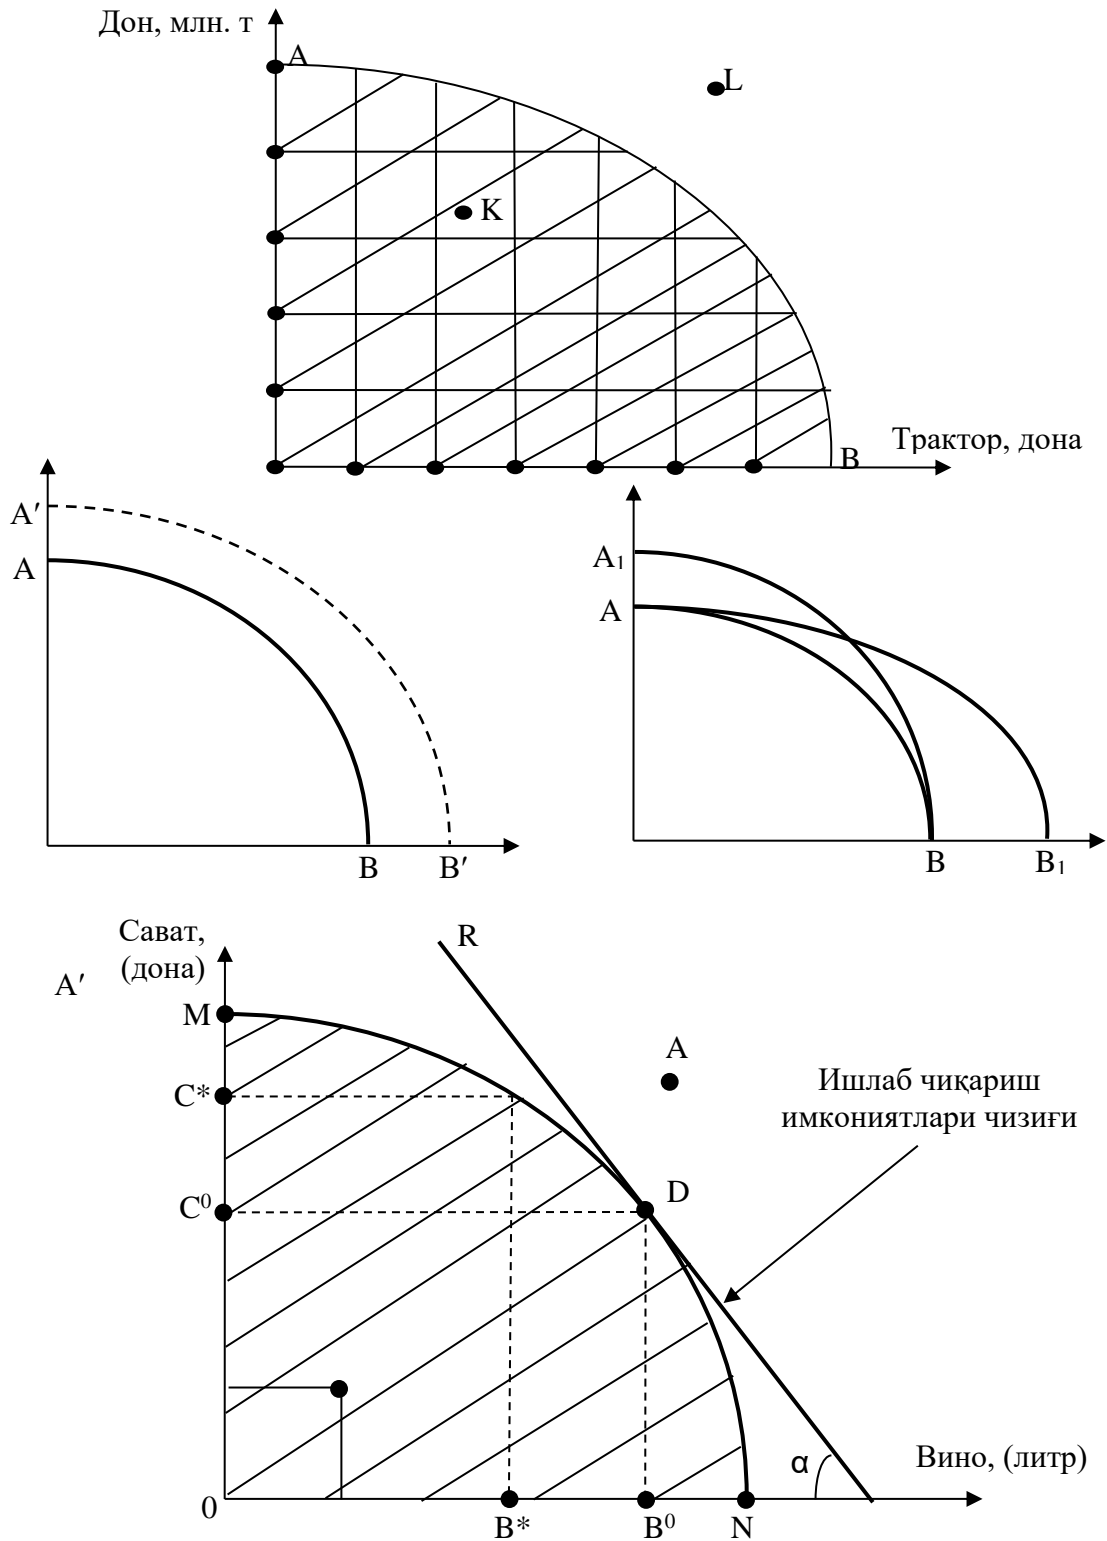 Дон, млн. т
A
L
K
Трактор, дона
B
A′
A
B
B′
A₁
A
B
B₁
Сават,
(дона)
R
A′
M
A
C*
Ишлаб чиқариш
имкониятлари чизиғи
C⁰
D
α
Вино, (литр)
0
B*
B⁰
N